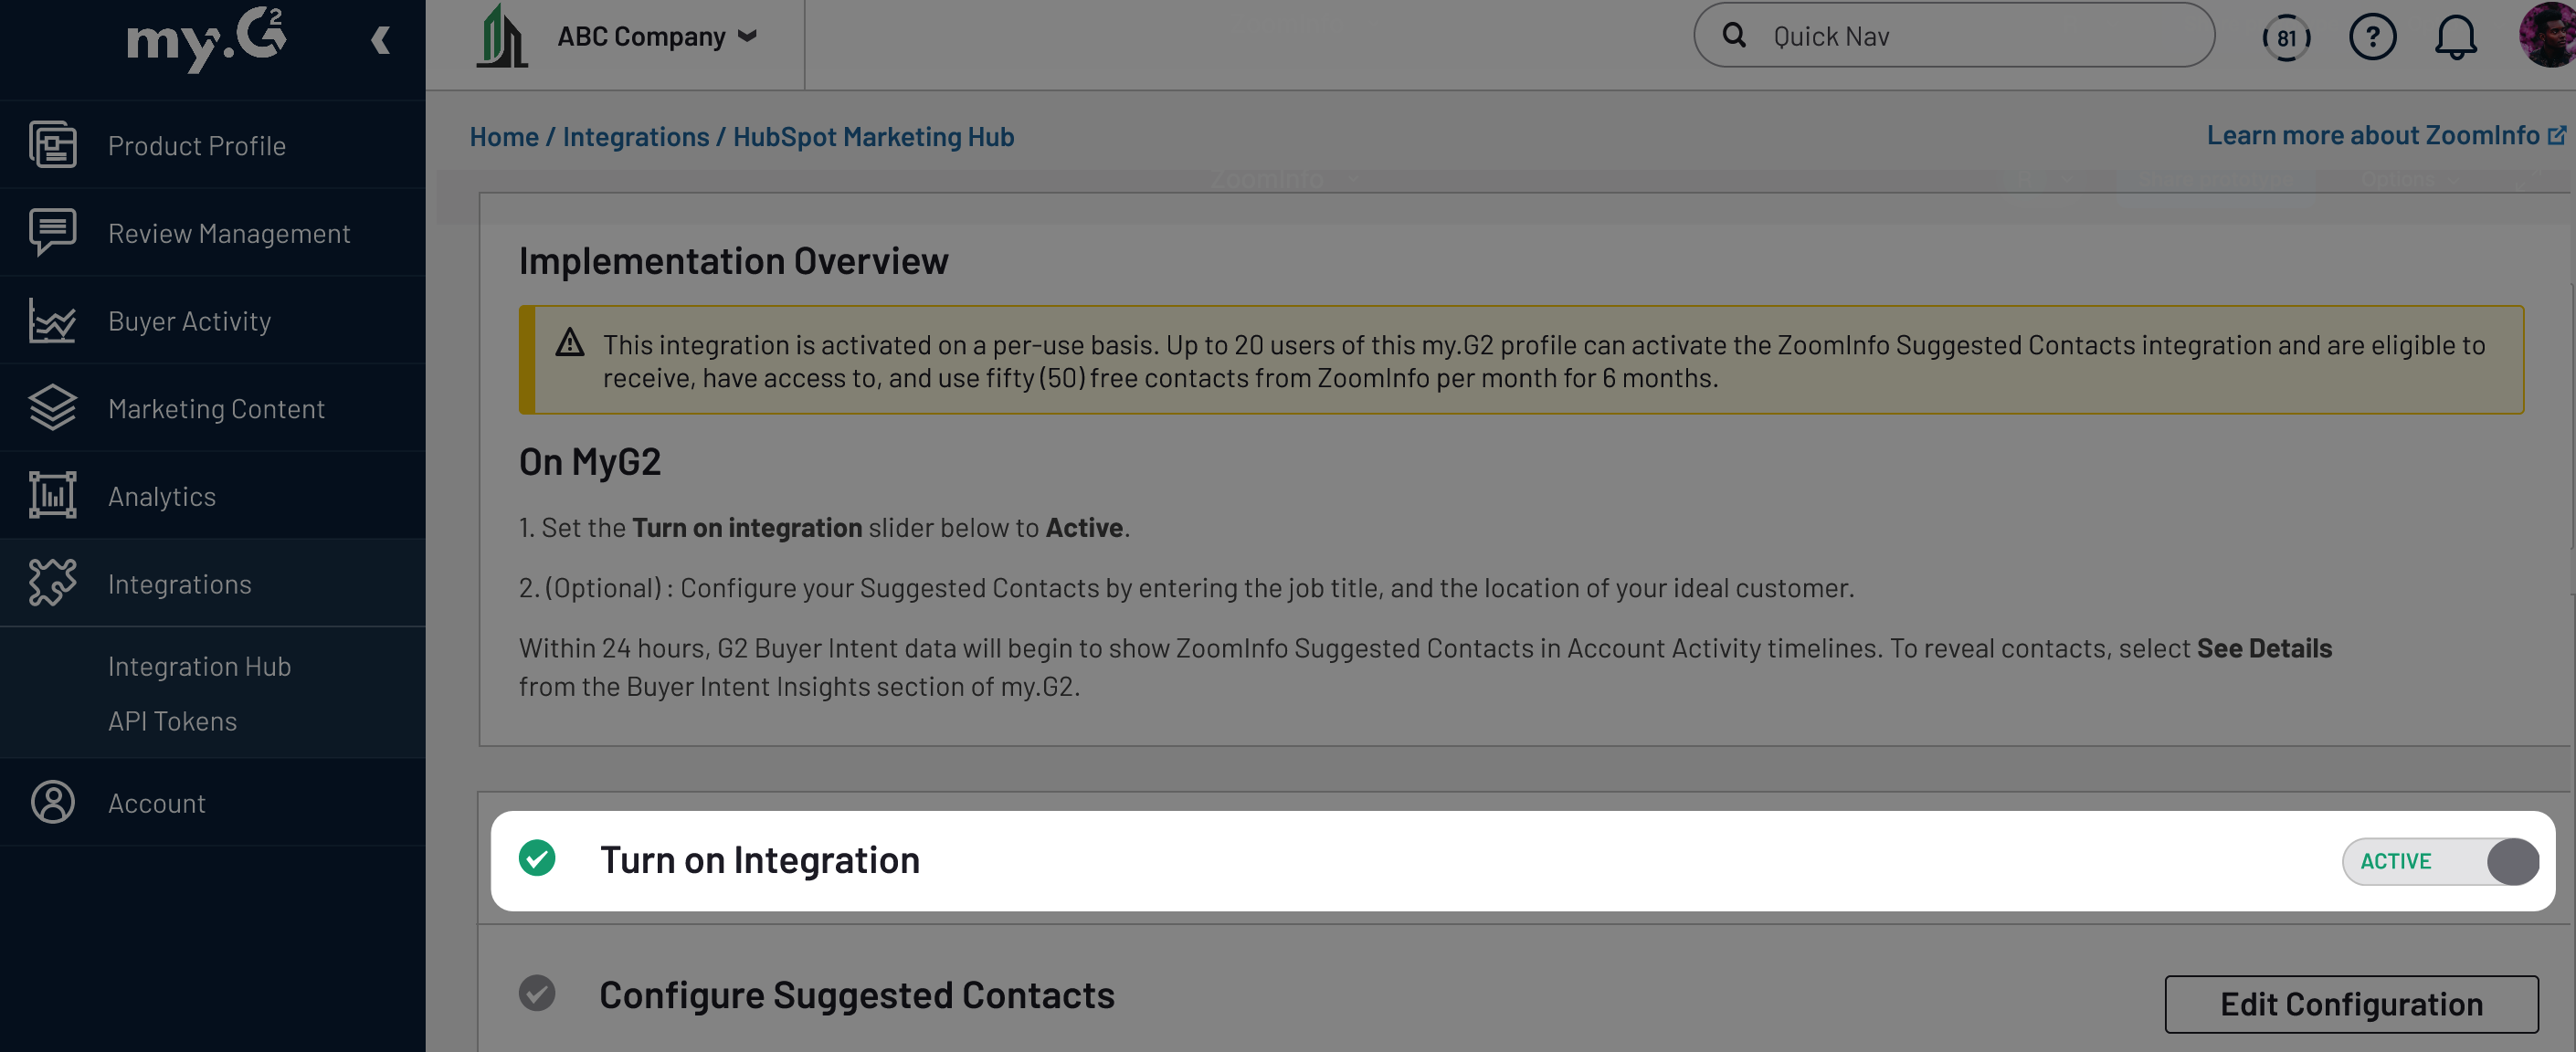 my.G2
ABC Company
Quick Nav
81
?
Product Profile
Review Management
Buyer Activity
Marketing Content
Analytics
Integrations
Integration Hub
API Tokens
Account
Home / Integrations / HubSpot Marketing Hub
Learn more about ZoomInfo
ZoomInfo
Options
Implementation Overview
This integration is activated on a per-use basis. Up to 20 users of this my.G2 profile can activate the ZoomInfo Suggested Contacts integration and are eligible to
receive, have access to, and use fifty (50) free contacts from ZoomInfo per month for 6 months.
On MyG2
1. Set the Turn on integration slider below to Active.
2. (Optional) : Configure your Suggested Contacts by entering the job title, and the location of your ideal customer.
Within 24 hours, G2 Buyer Intent data will begin to show ZoomInfo Suggested Contacts in Account Activity timelines. To reveal contacts, select See Details
from the Buyer Intent Insights section of my.G2.
Turn on Integration
ACTIVE
Configure Suggested Contacts
Edit Configuration